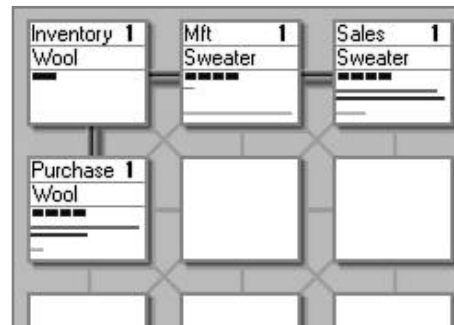 Inventory 1
Wool
Mft 1
Sweater
Sales 1
Sweater
Purchase 1
Wool